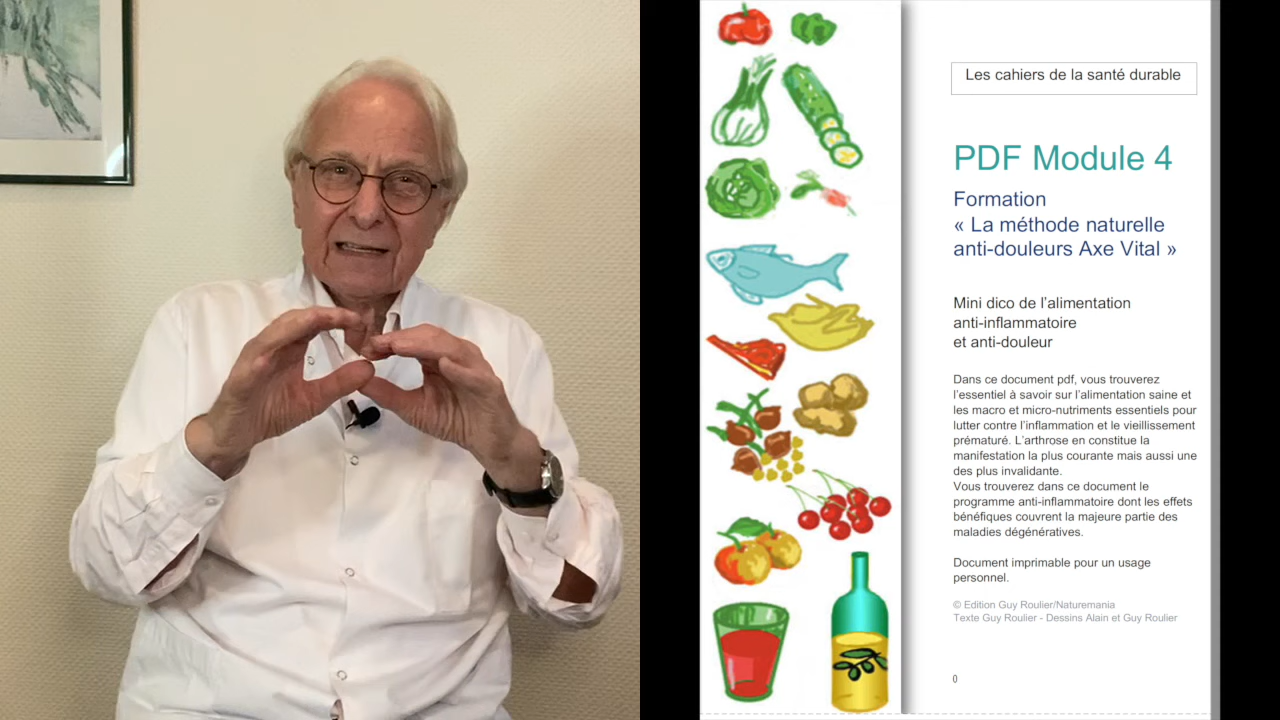 Les cahiers de la santé durable
PDF Module 4
Formation
« La méthode naturelle
anti-douleurs Axe Vital »
Mini dico de l’alimentation
anti-inflammatoire
et anti-douleur
Dans ce document pdf, vous trouverez
l’essentiel à savoir sur l’alimentation saine et
les macro et micro-nutriments essentiels pour
lutter contre l’inflammation et le vieillissement
prématuré. L’arthrose en constitue la
manifestation la plus courante mais aussi une
des plus invalidante.
Vous trouverez dans ce document le
programme anti-inflammatoire dont les effets
bénéfiques couvrent la majeure partie des
maladies dégénératives.
Document imprimable pour un usage
personnel.
© Edition Guy Roulier/Naturemania
Texte Guy Roulier - Dessins Alain et Guy Roulier
0